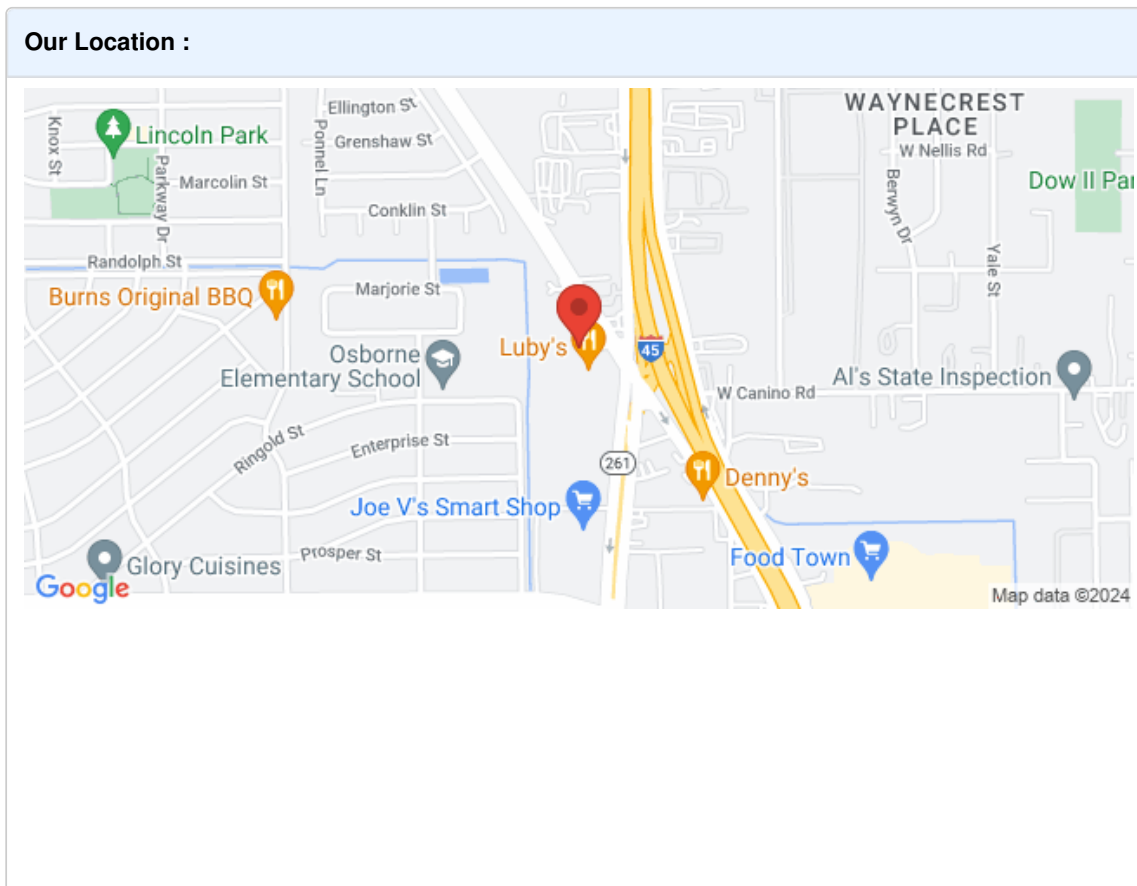 Our Location :
Ellington St
WAYNECREST
PLACE
Knox St
Lincoln Park
Ponnel Ln
Grenshaw St
W Nellis Rd
Parkway Dr
Marcolin St
Berwyn Dr
Dow II Par
Conklin St
Randolph St
Yale St
Burns Original BBQ
Marjorie St
Luby's
45
Osborne
Elementary School
Al's State Inspection
W Canino Rd
Ringold St
Enterprise St
261
Denny's
Joe V's Smart Shop
Prosper St
Food Town
Glory Cuisines
Google
Map data ©2024